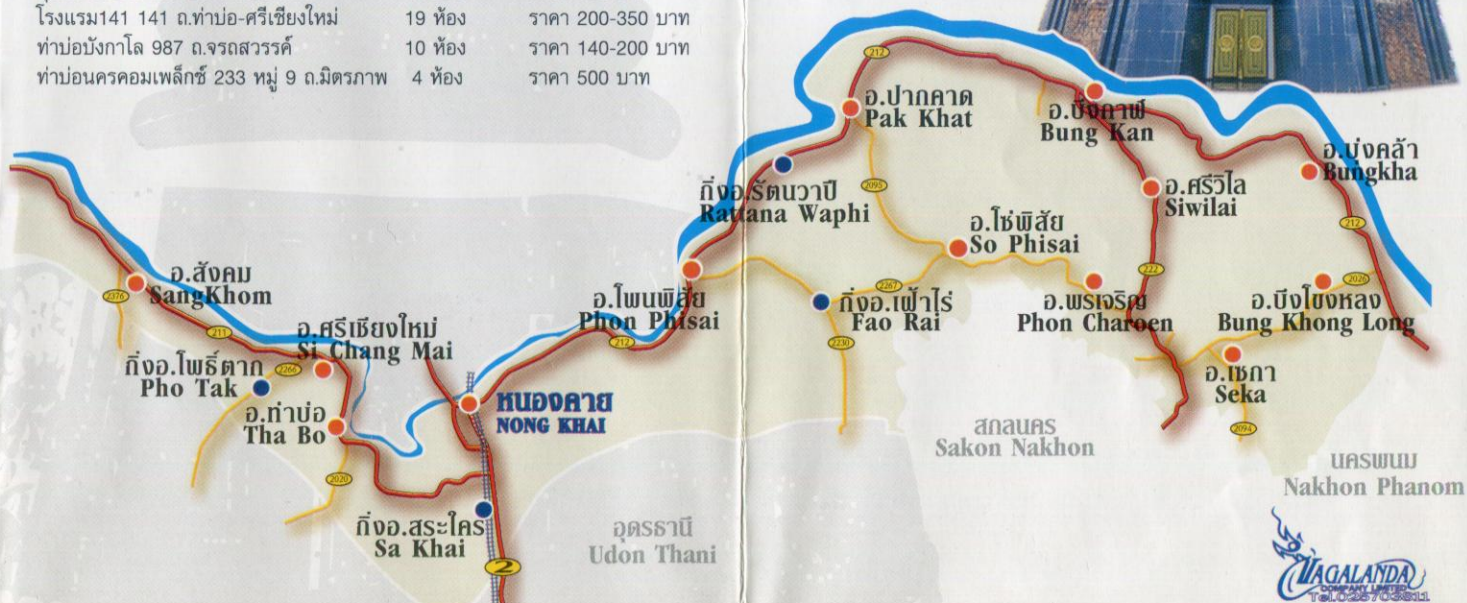 โรงแรม141 141 ถ.ท่าบ่อ-ศรีเชียงใหม่ 19 ห้อง ราคา 200-350 บาท
ท่าบ่อบังกาโล 987 ถ.จรถสวรรค์ 10 ห้อง ราคา 140-200 บาท
ท่าบ่อนครคอมเพล็กซ์ 233 หมู่ 9 ถ.มิตรภาพ 4 ห้อง ราคา 500 บาท
212
อ.ปากคาด
Pak Khat
อ.บึงกาฬ
Bung Kan
อ.บุ่งคล้า
Bungkha
กิ่งอ.รัตนวาปี
Rattana Waphi
2095
อ.ศรีวิไล
Siwilai
212
อ.โซ่พิสัย
So Phisai
อ.สังคม
SangKhom
2376
211
อ.ศรีเชียงใหม่
Si Chang Mai
อ.โพนพิสัย
Phon Phisai
212
2267
กิ่งอ.เฝ้าไร่
Fao Rai
2230
อ.พรเจริญ
Phon Charoen
222
2026
อ.บึงโขงหลง
Bung Khong Long
กิ่งอ.โพธิ์ตาก
Pho Tak
2266
อ.ท่าบ่อ
Tha Bo
หนองคาย
NONG KHAI
อ.เซกา
Seka
2094
สกลนคร
Sakon Nakhon
นครพนม
Nakhon Phanom
2020
กิ่งอ.สระใคร
Sa Khai
อุดรธานี
Udon Thani
2
NAGALANDA
COMPANY LIMITED
Tel.025703811